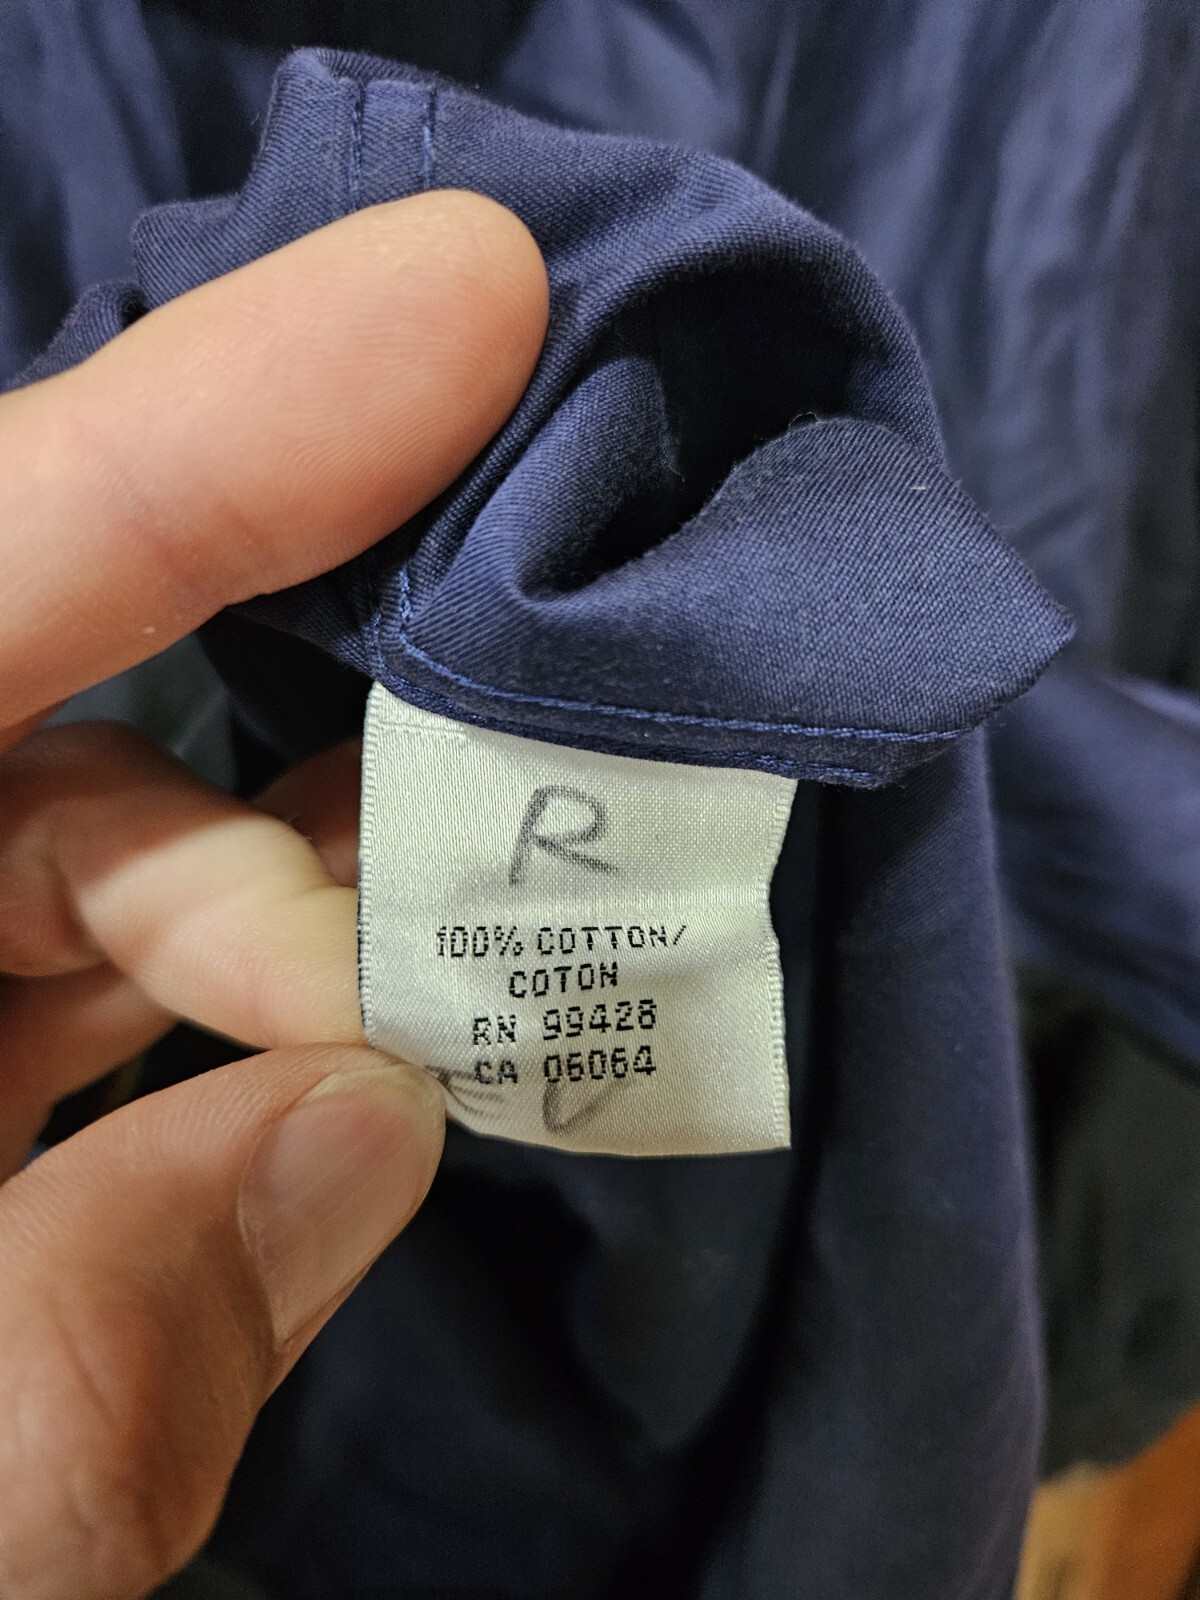 R
100% COTTON/
COTON
RN 99428
CA 06064